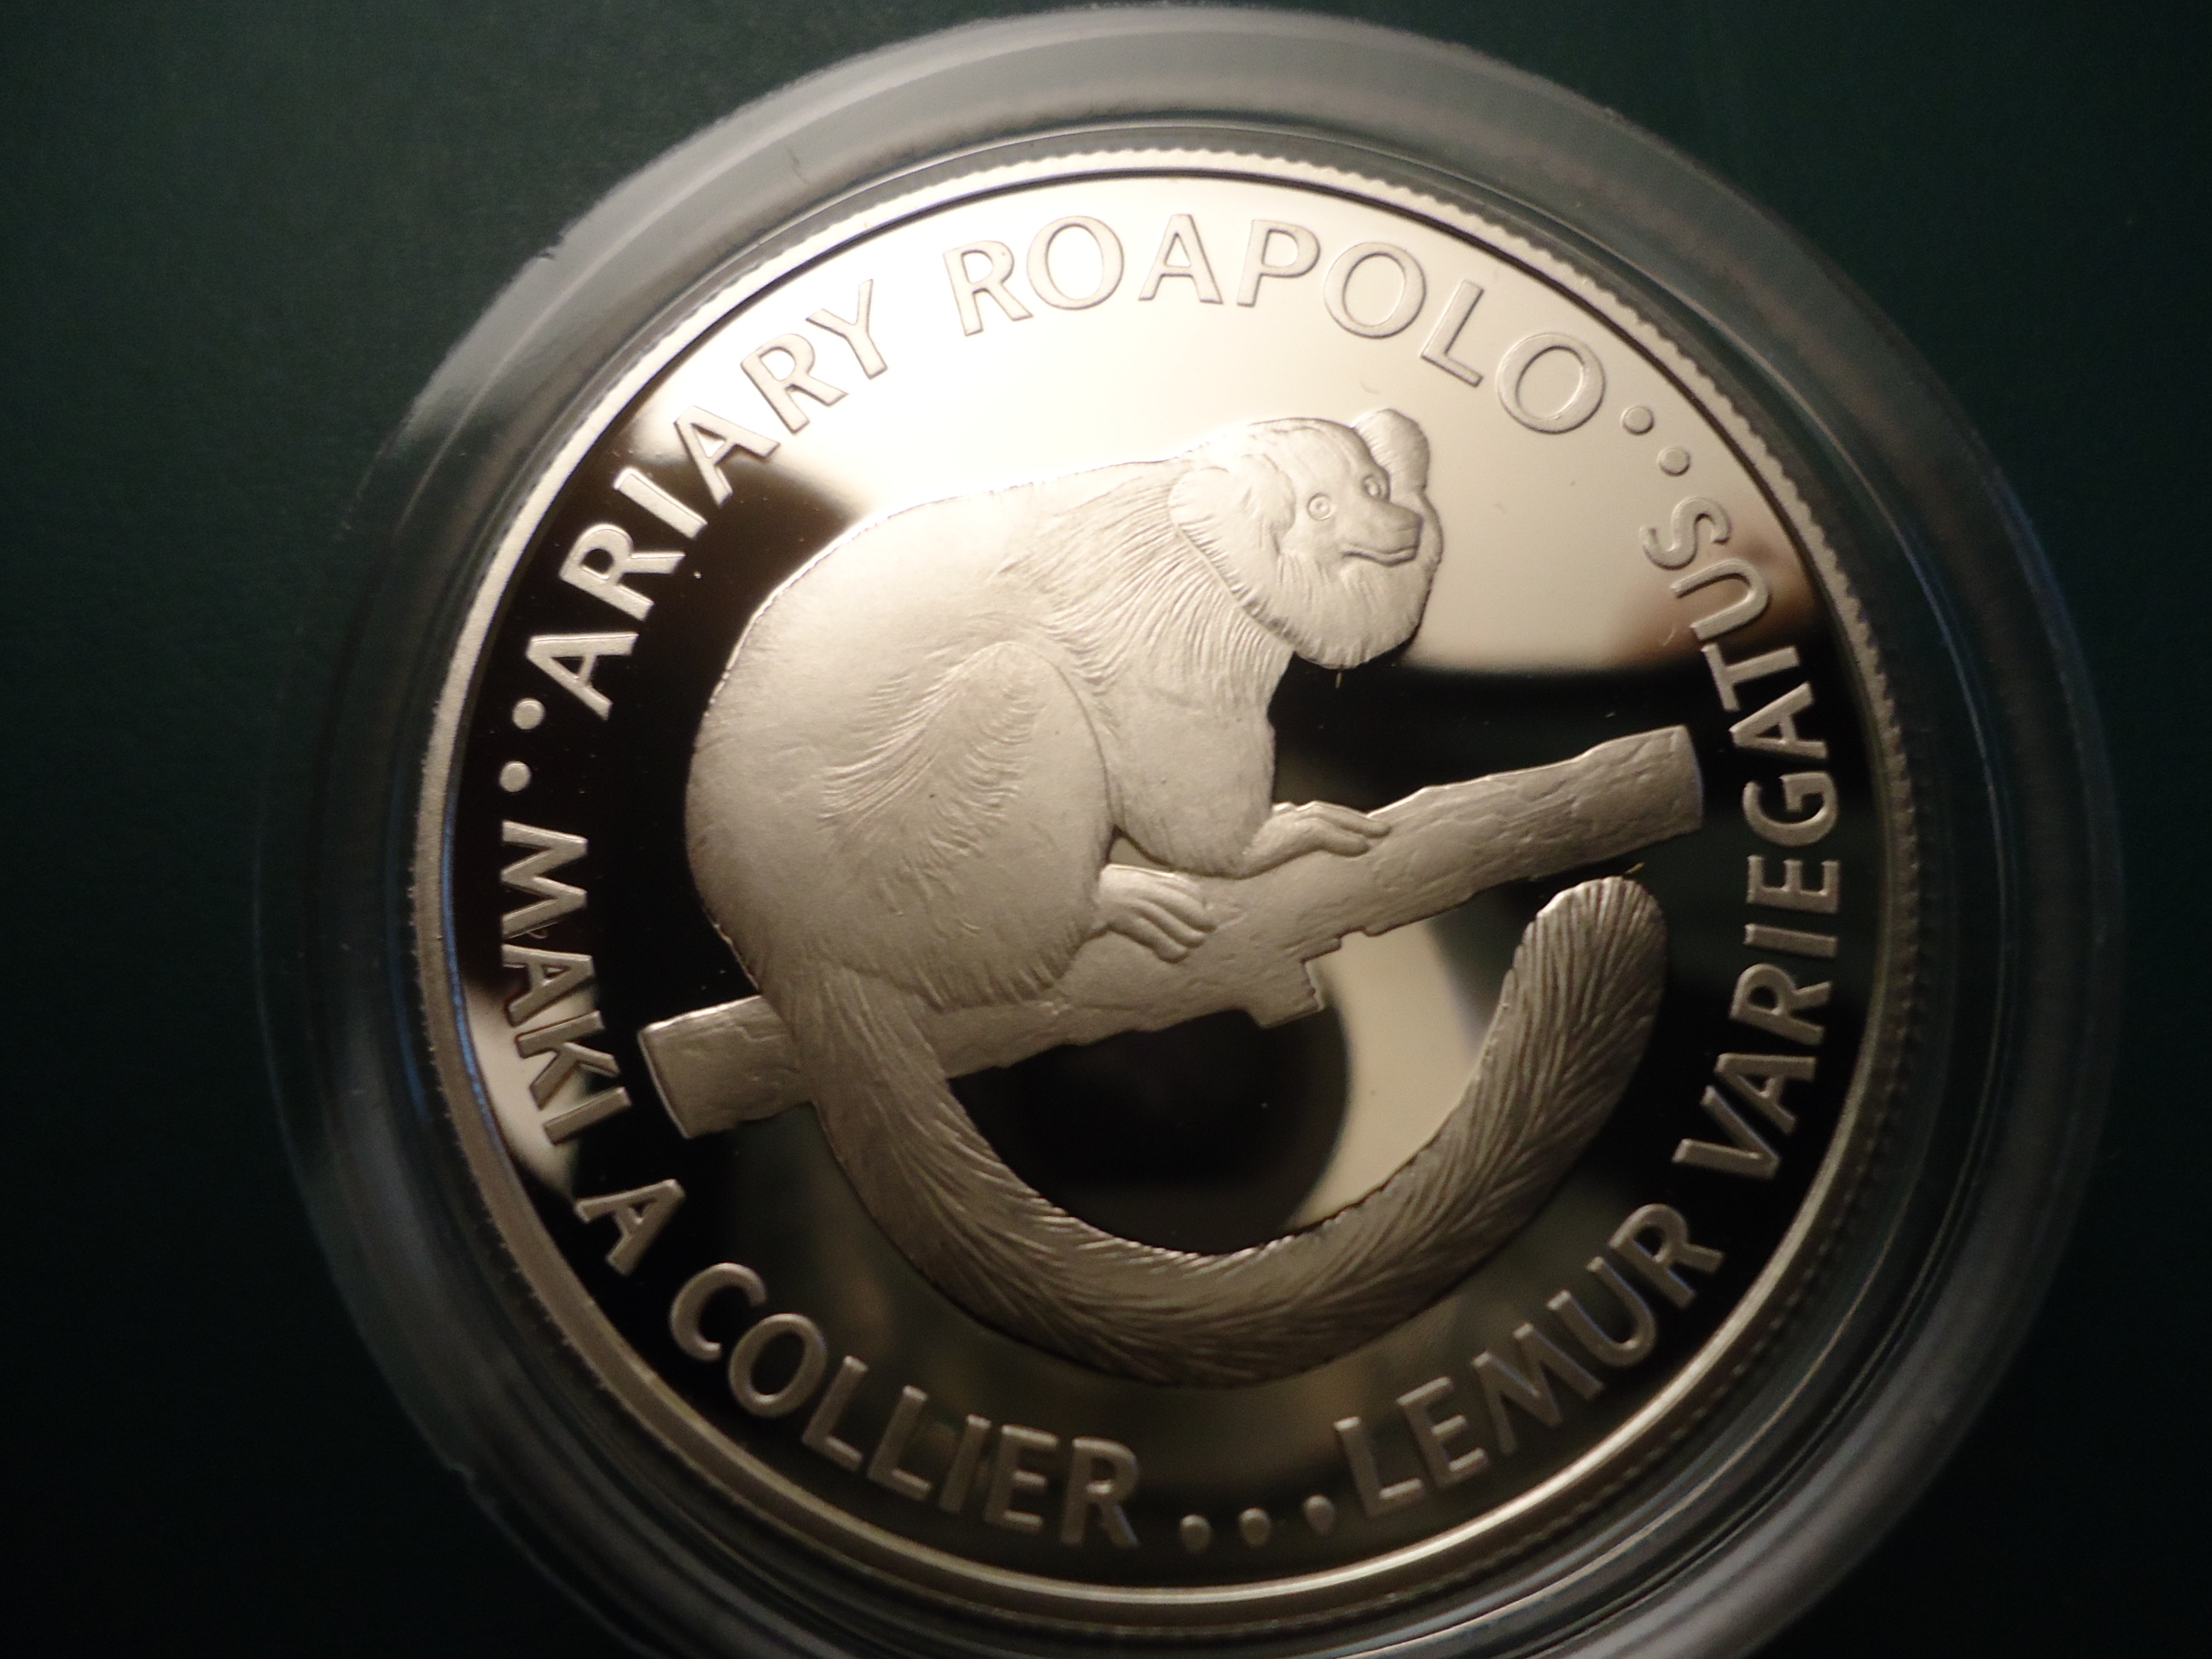 ARIARY ROAPOLO
MAKI A COLLIER ... LEMUR VARIEGATUS